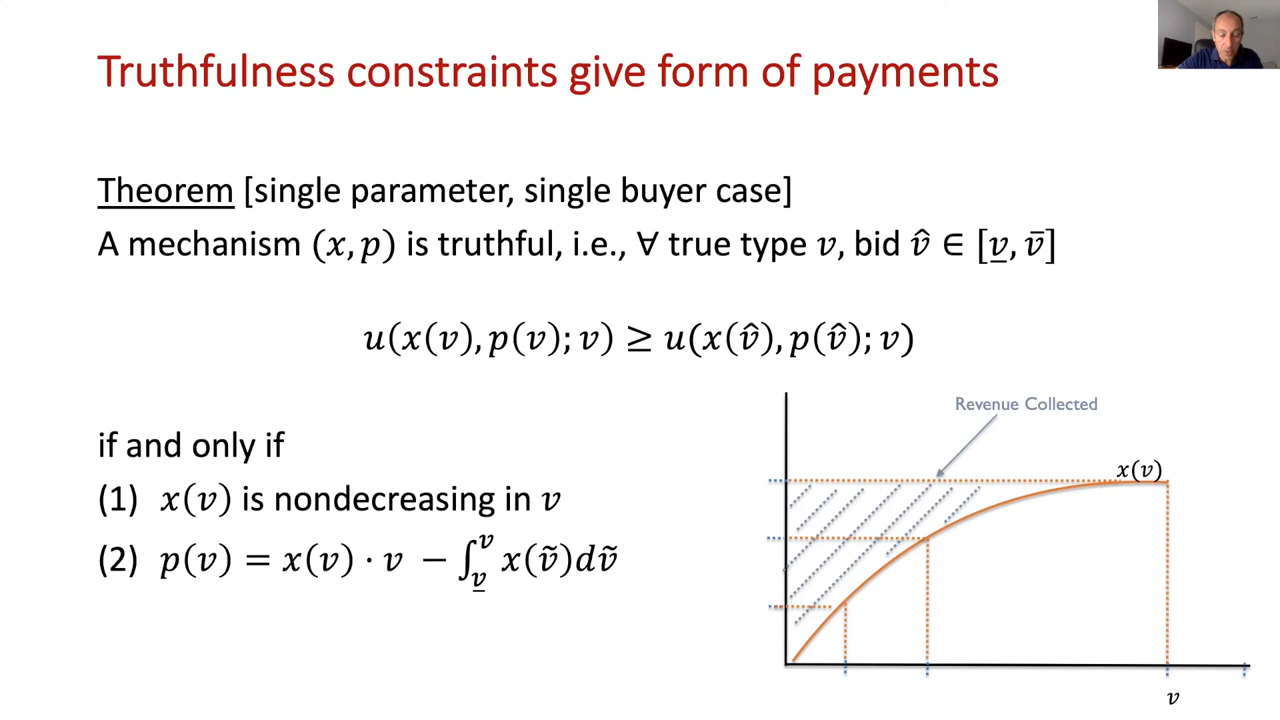 Truthfulness constraints give form of payments
Theorem [single parameter, single buyer case]
A mechanism (𝑥, 𝑝) is truthful, i.e., ∀ true type 𝑣, bid 𝑣̂ ∈ [𝑣̲, 𝑣̄]
𝑢(𝑥(𝑣), 𝑝(𝑣); 𝑣) ≥ 𝑢(𝑥(𝑣̂), 𝑝(𝑣̂); 𝑣)
if and only if
(1) 𝑥(𝑣) is nondecreasing in 𝑣
(2) 𝑝(𝑣) = 𝑥(𝑣) · 𝑣 − ∫_𝑣̲^𝑣 𝑥(𝑣̃)𝑑𝑣̃
Revenue Collected
𝑥(𝑣)
𝑣